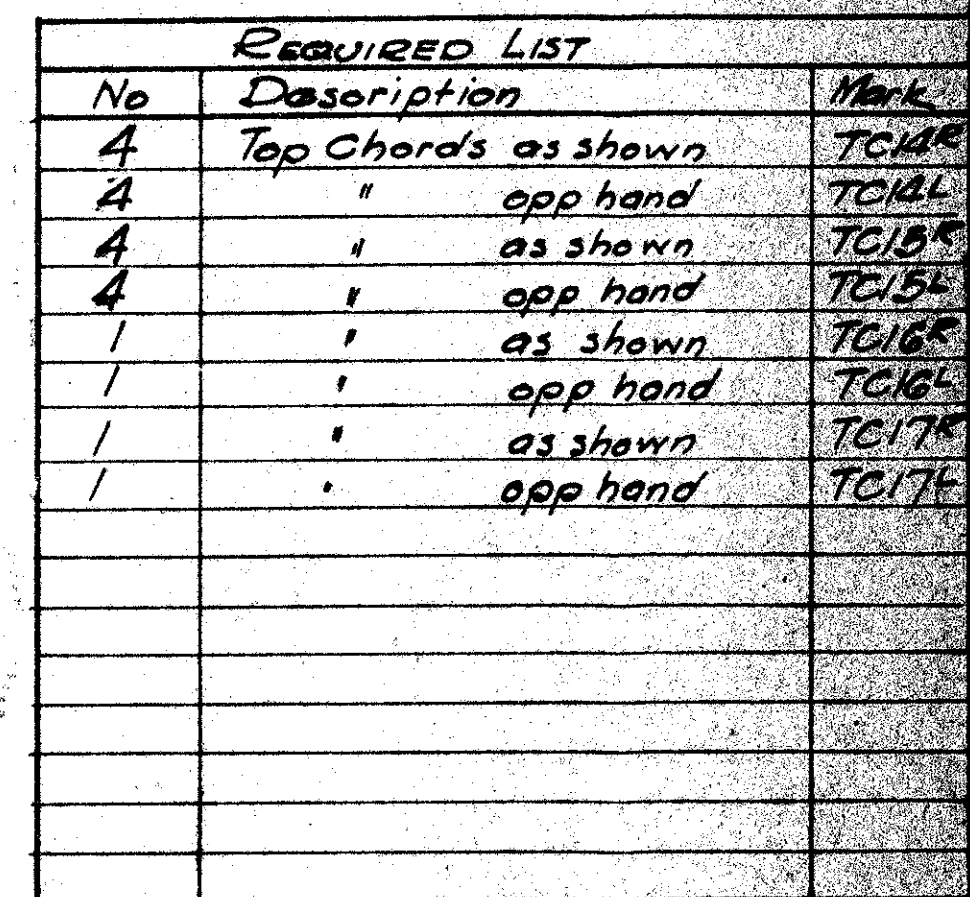 REQUIRED LIST
No Description Mark
4 Top Chords as shown TC14R
4 " opp hand TC14L
4 " as shown TC15R
4 " opp hand TC15L
1 " as shown TC16R
1 " opp hand TC16L
1 " as shown TC17R
1 " opp hand TC17L